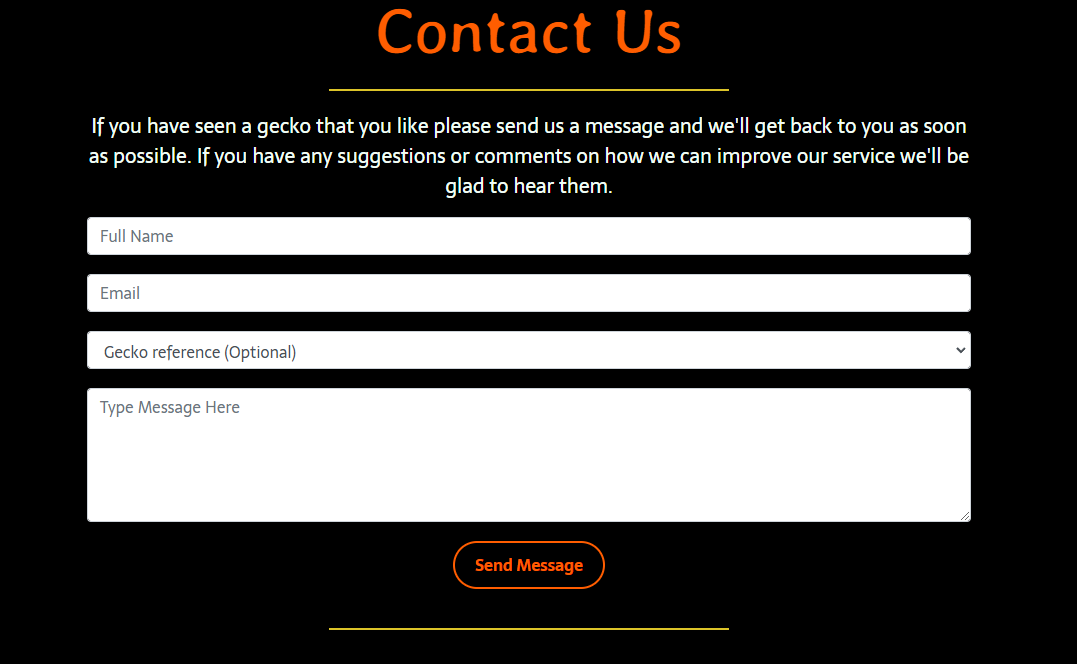 Contact Us
If you have seen a gecko that you like please send us a message and we'll get back to you as soon
as possible. If you have any suggestions or comments on how we can improve our service we'll be
glad to hear them.
Full Name
Email
Gecko reference (Optional)
Type Message Here
Send Message